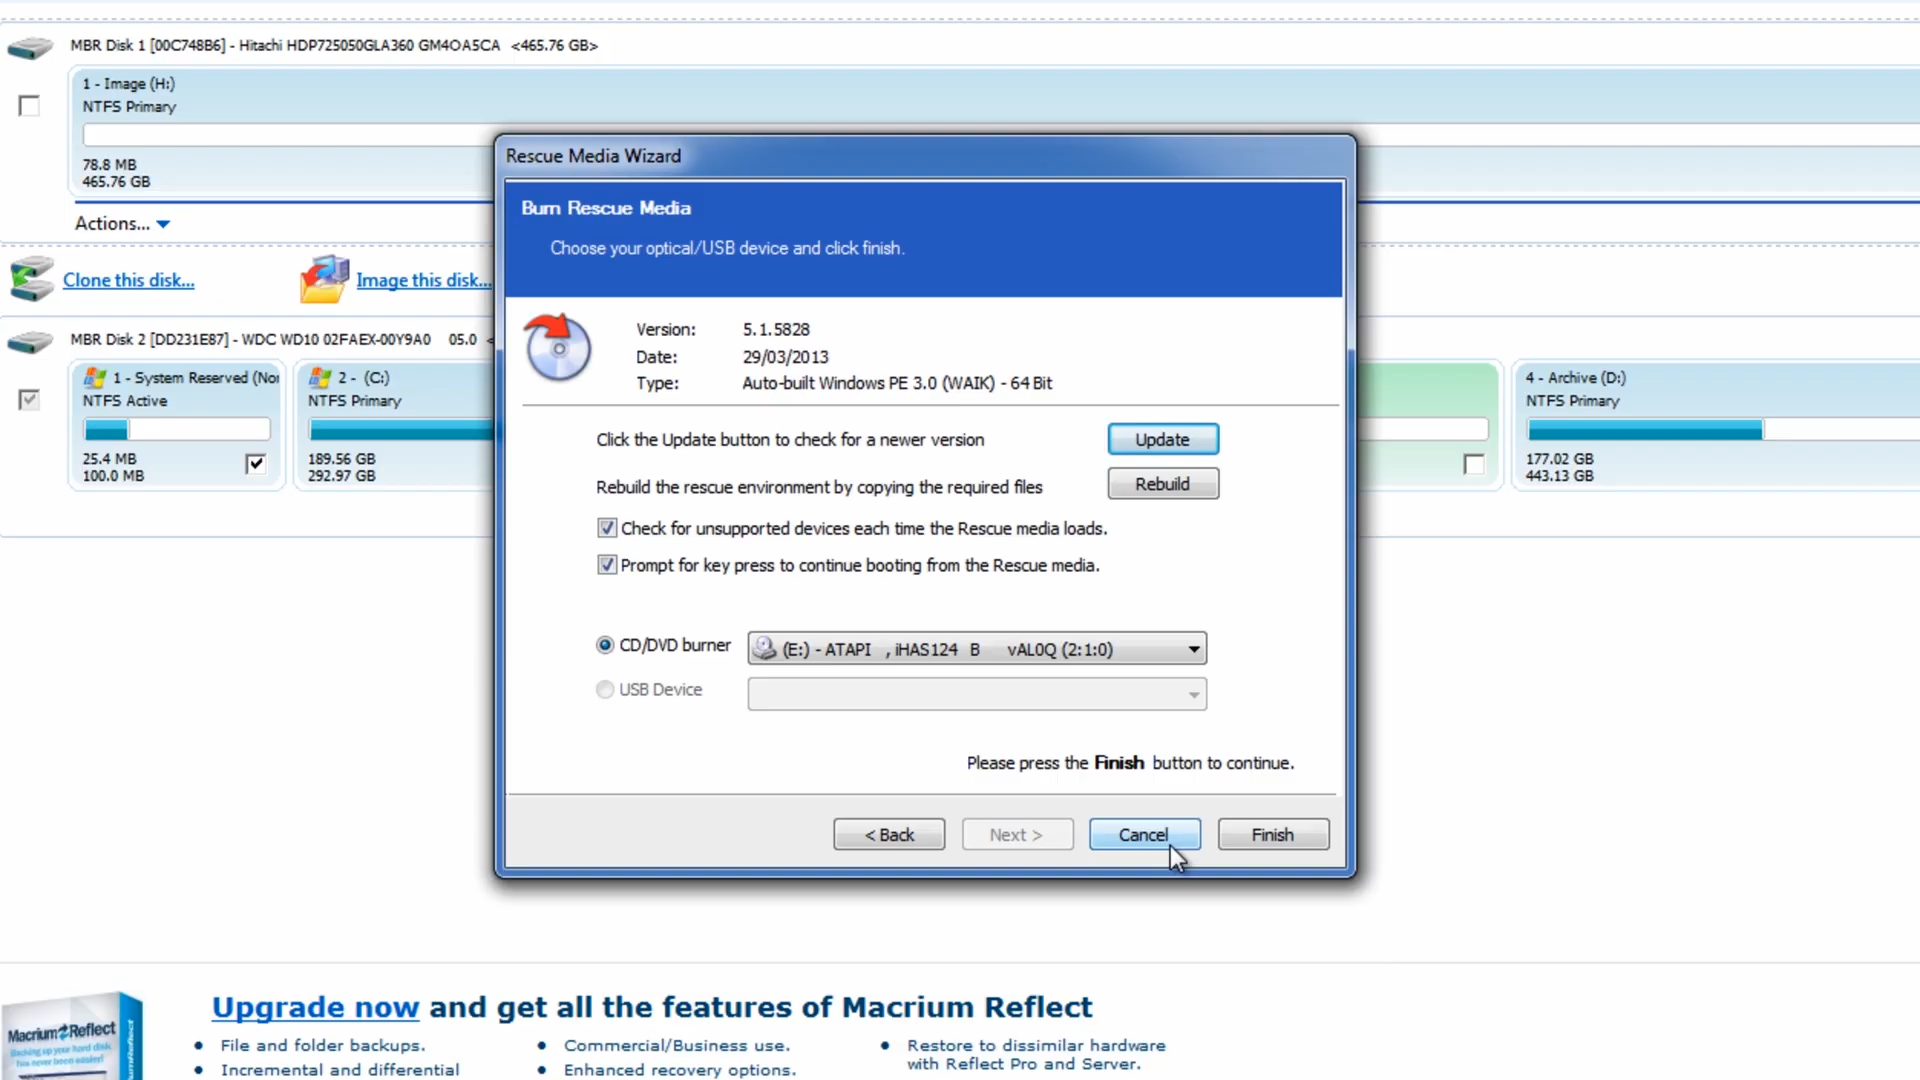 MBR Disk 1 [00C748B6] - Hitachi HDP725050GLA360 GM4OA5CA <465.76 GB>
1 - Image (H:)
NTFS Primary
78.8 MB
465.76 GB
Actions...
Clone this disk...
Image this disk...
MBR Disk 2 [DD231E87] - WDC WD10 02FAEX-00Y9A0 05.0 <
1 - System Reserved (Nor
NTFS Active
25.4 MB
100.0 MB
2 - (C:)
NTFS Primary
189.56 GB
292.97 GB
4 - Archive (D:)
NTFS Primary
177.02 GB
443.13 GB
Rescue Media Wizard
Burn Rescue Media
Choose your optical/USB device and click finish.
Version: 5.1.5828
Date: 29/03/2013
Type: Auto-built Windows PE 3.0 (WAIK) - 64 Bit
Click the Update button to check for a newer version Update
Rebuild the rescue environment by copying the required files Rebuild
Check for unsupported devices each time the Rescue media loads.
Prompt for key press to continue booting from the Rescue media.
CD/DVD burner (E:) - ATAPI , iHAS124 B vAL0Q (2:1:0)
USB Device
Please press the Finish button to continue.
< Back Next > Cancel Finish
Upgrade now and get all the features of Macrium Reflect
• File and folder backups.
• Incremental and differential
• Commercial/Business use.
• Enhanced recovery options.
• Restore to dissimilar hardware
with Reflect Pro and Server.
Macrium Reflect
Backing up your hard disk
has never been easier!